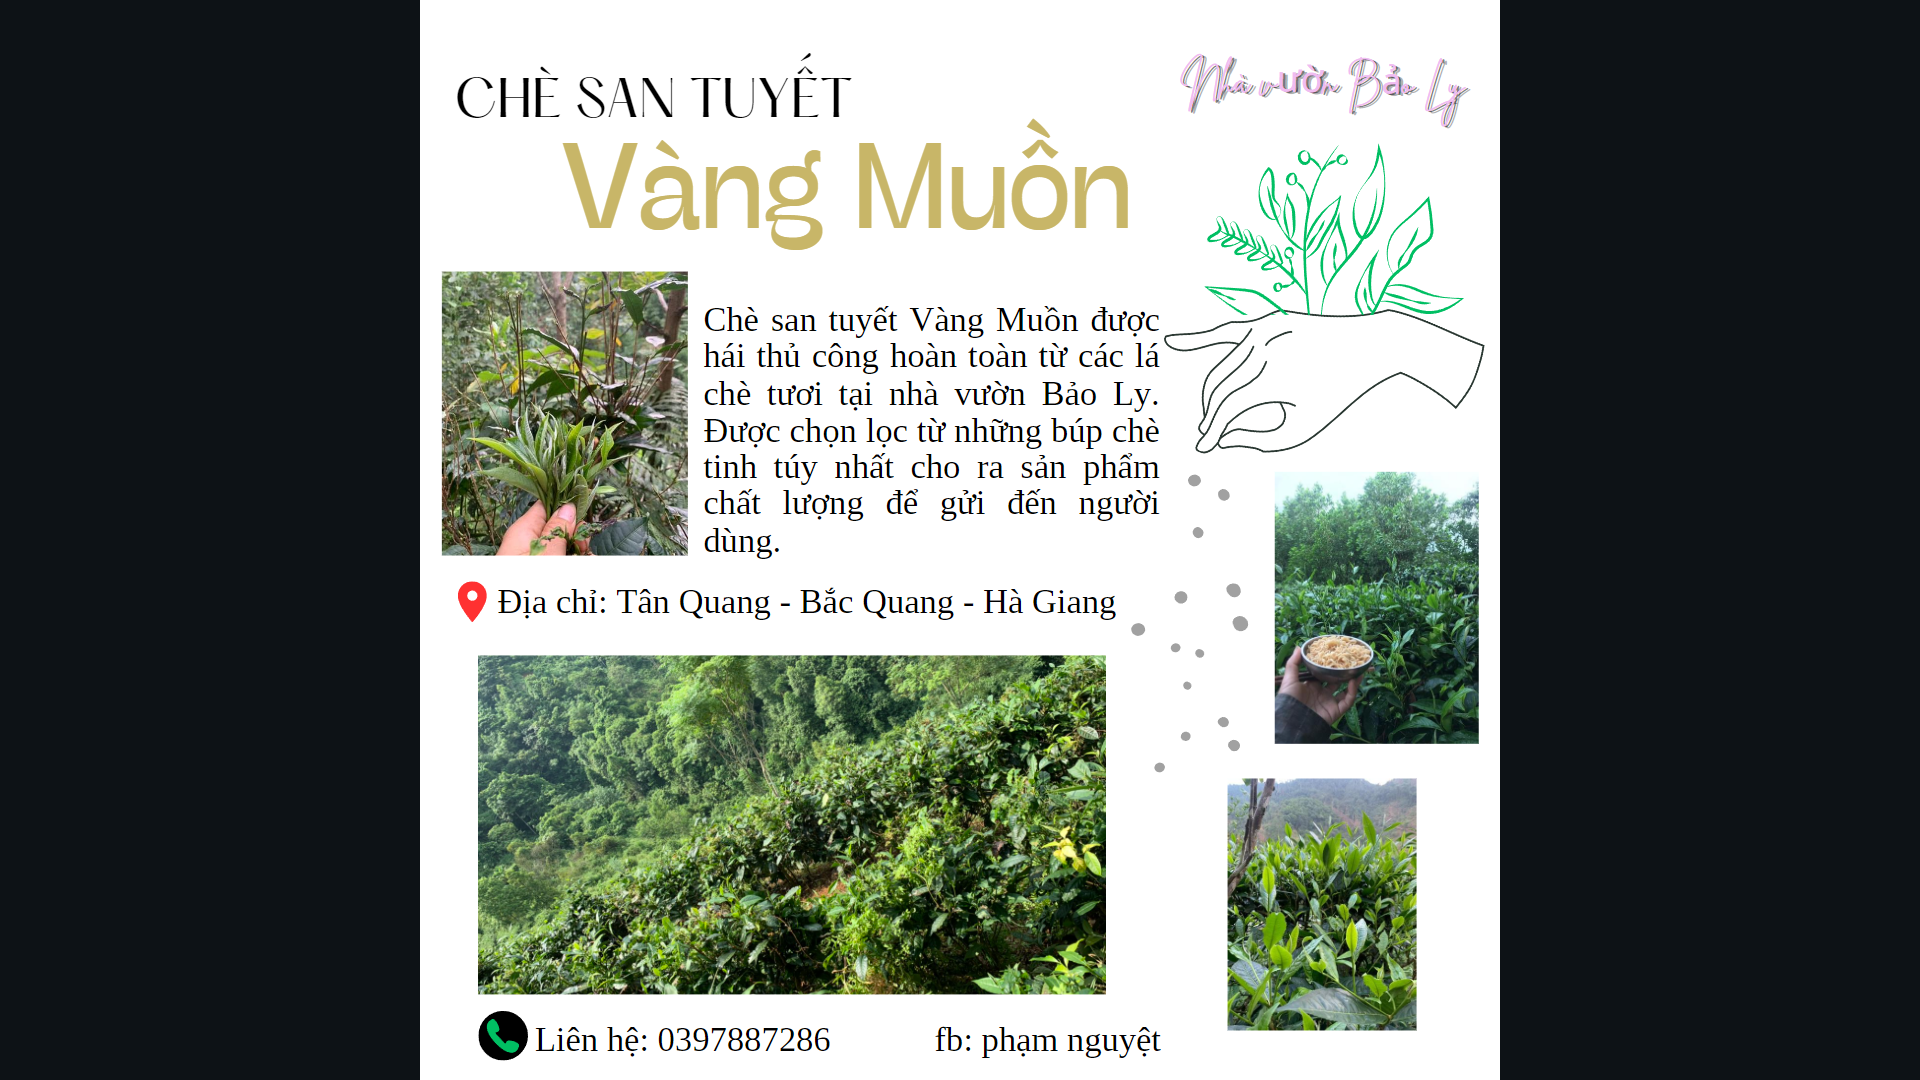 CHÈ SAN TUYẾT
Vàng Muồn
Nhà vườn Bảo Ly
Chè san tuyết Vàng Muồn được
hái thủ công hoàn toàn từ các lá
chè tươi tại nhà vườn Bảo Ly.
Được chọn lọc từ những búp chè
tinh túy nhất cho ra sản phẩm
chất lượng để gửi đến người
dùng.
Địa chỉ: Tân Quang - Bắc Quang - Hà Giang
Liên hệ: 0397887286
fb: phạm nguyệt